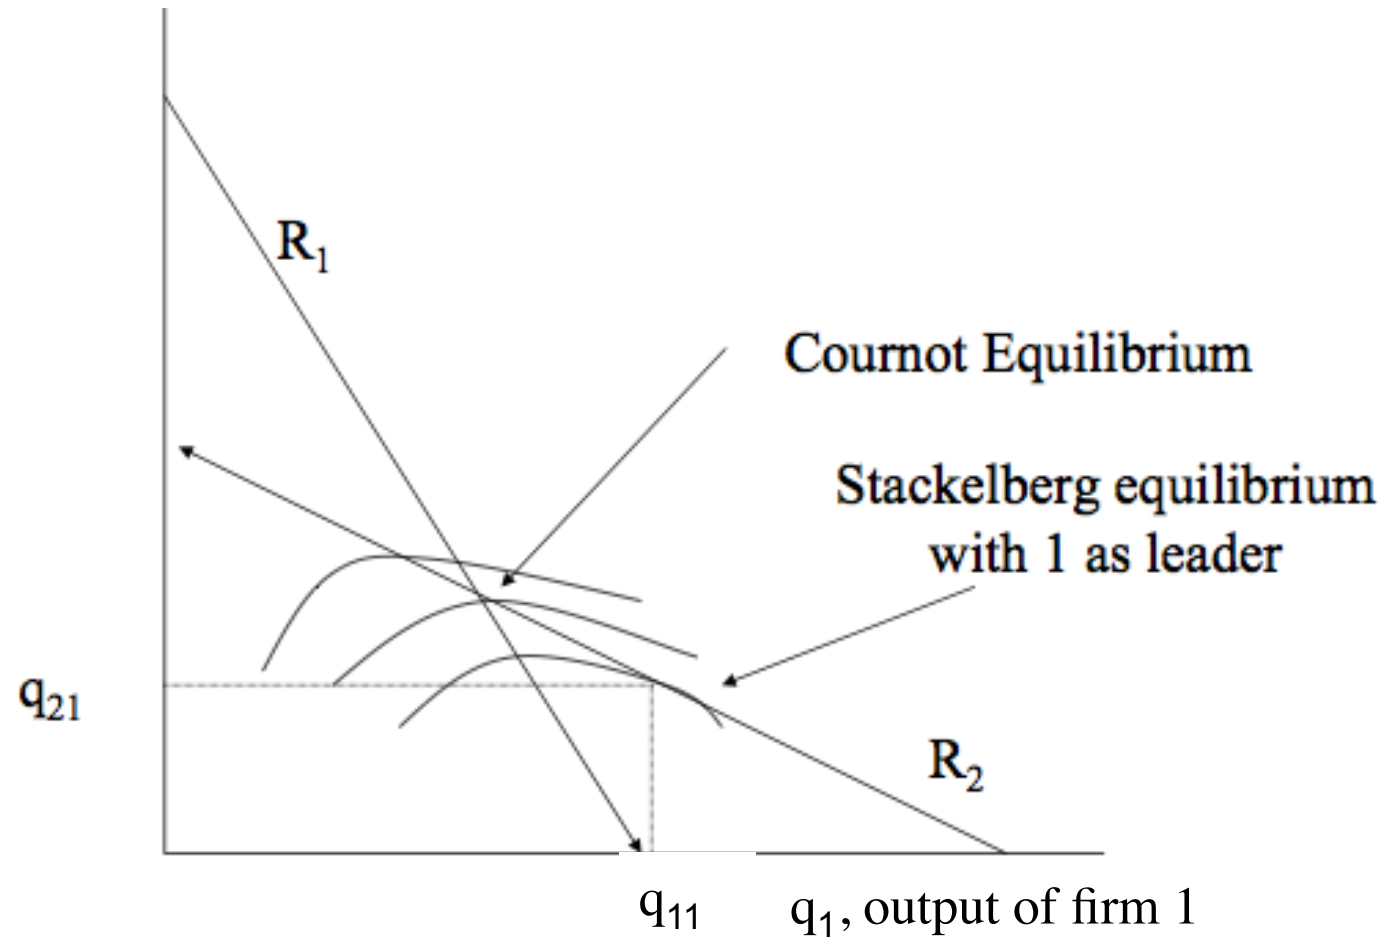 R₁
Cournot Equilibrium
Stackelberg equilibrium
with 1 as leader
q₂₁
R₂
q₁₁
q₁, output of firm 1